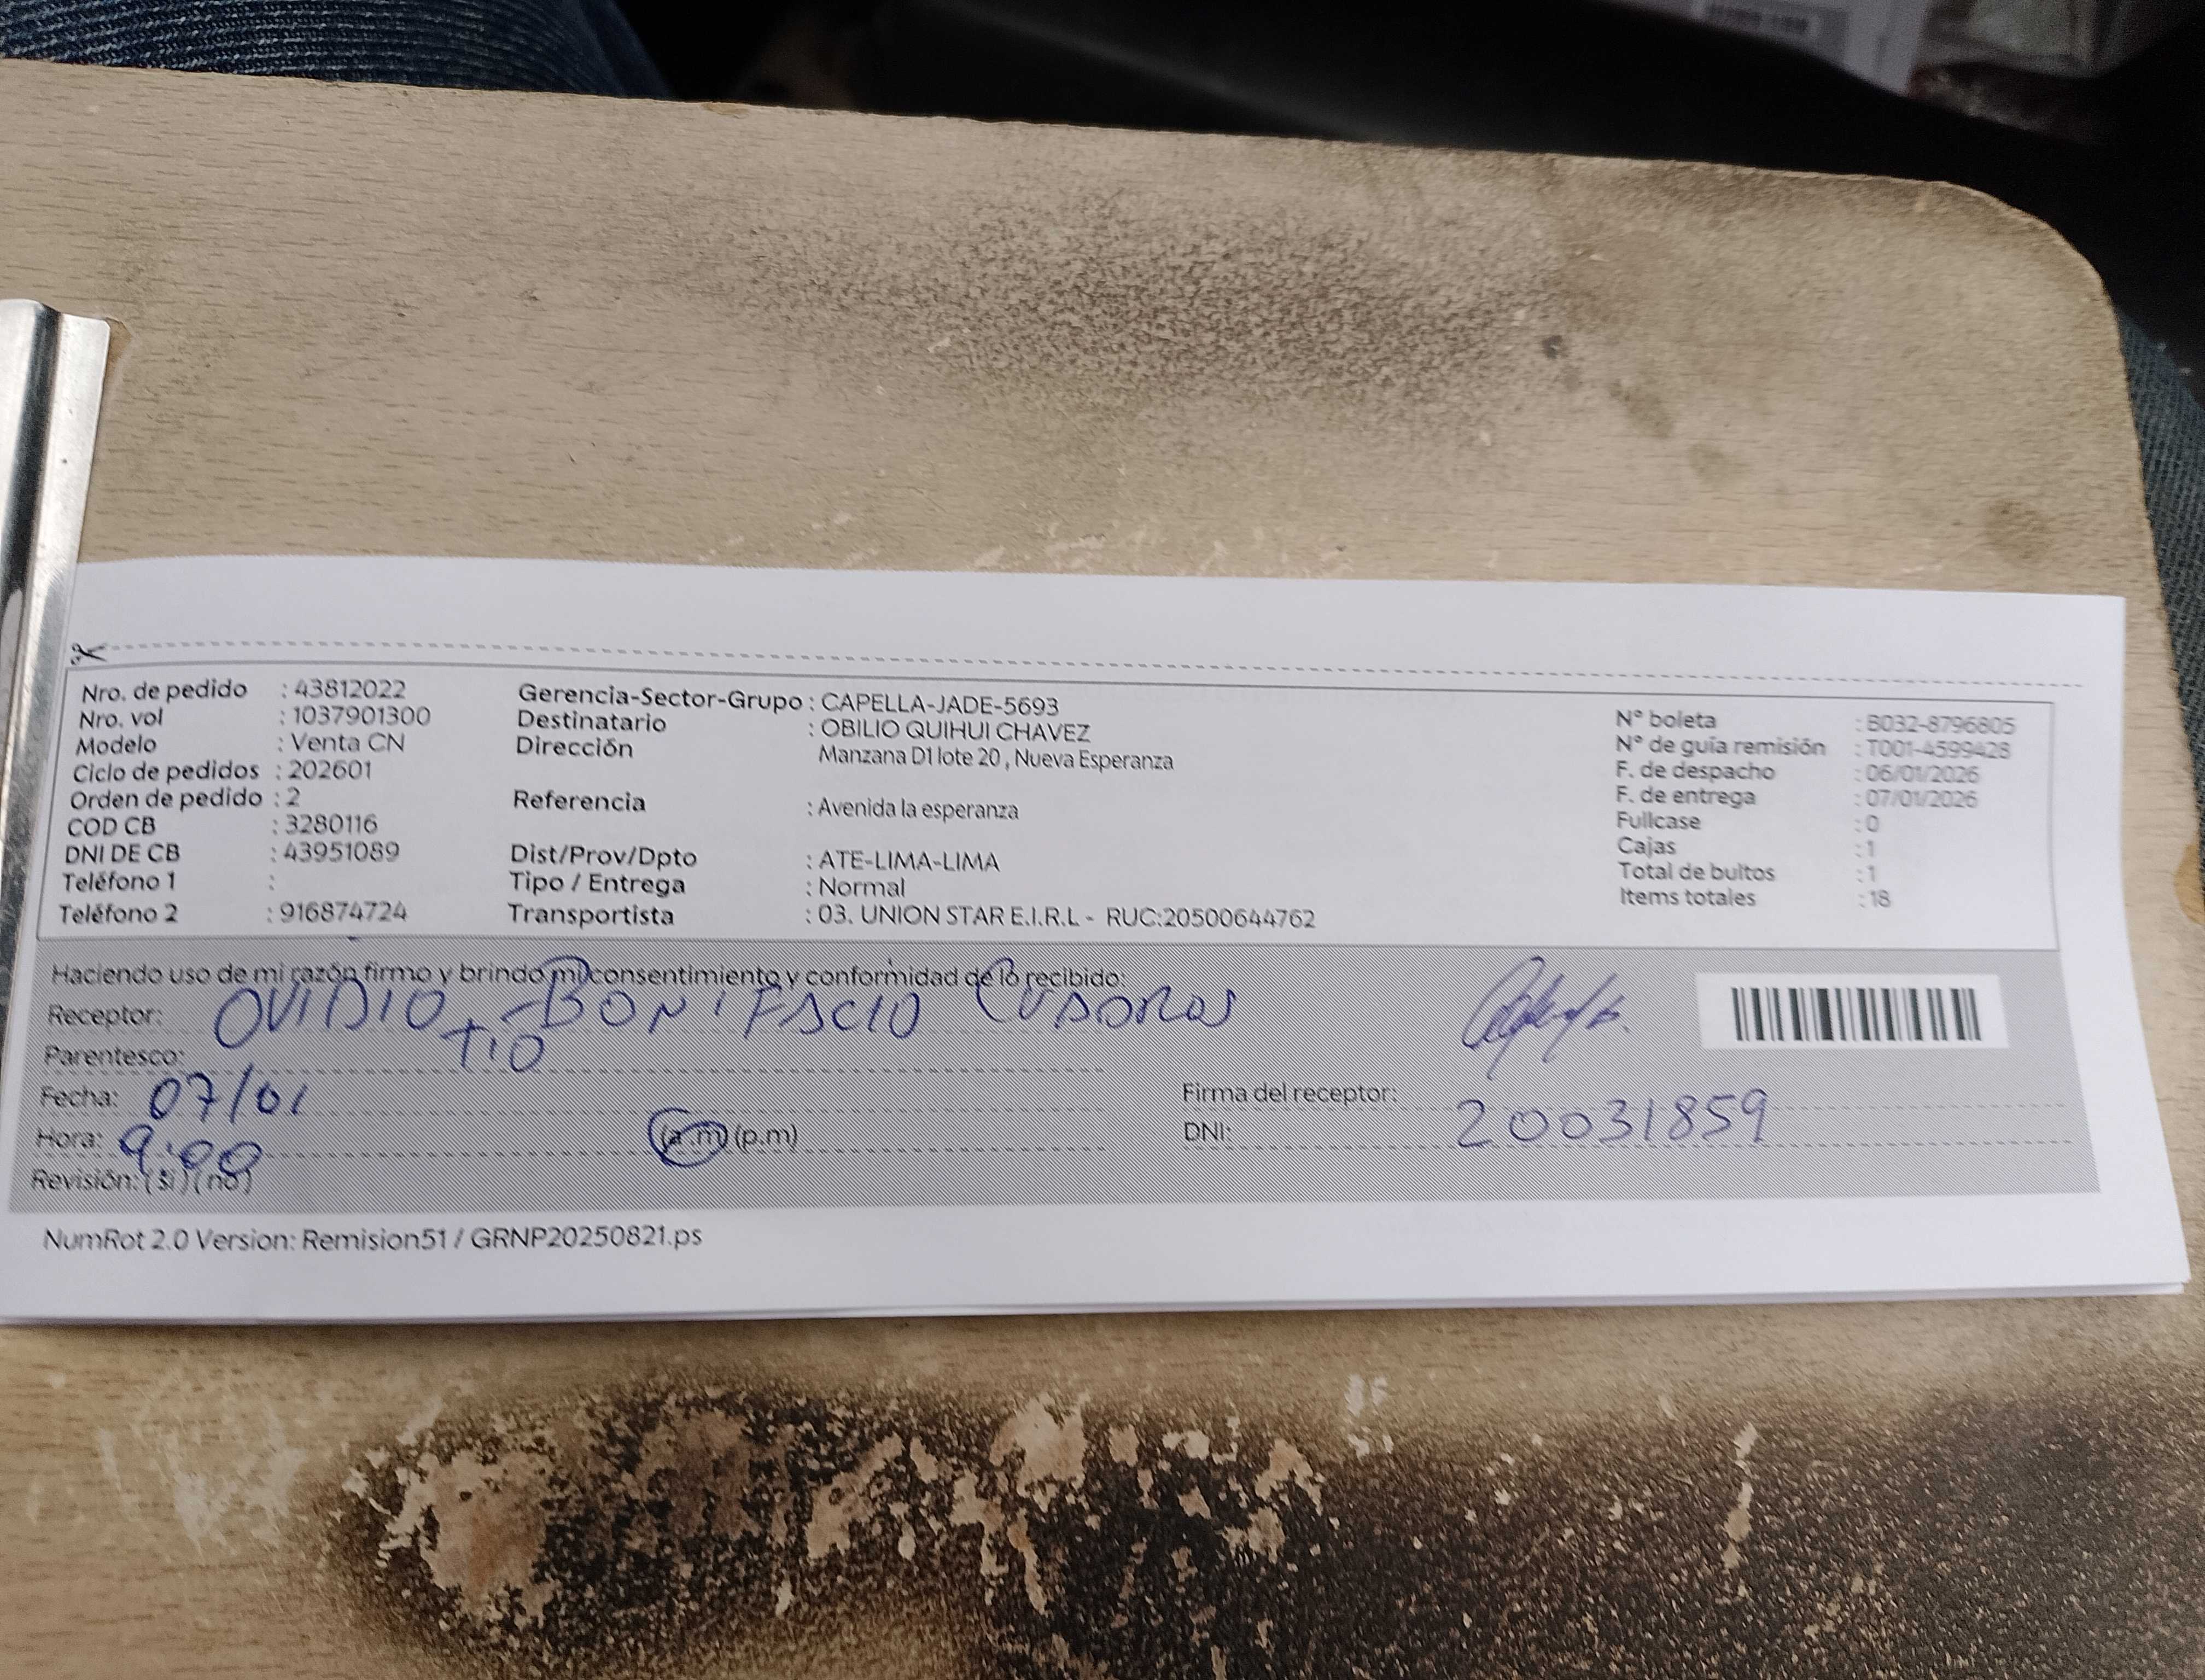 Nro. de pedido : 43812022
Nro. vol : 1037901300
Modelo : Venta CN
Ciclo de pedidos : 202601
Orden de pedido : 2
COD CB : 3280116
DNI DE CB : 43951089
Teléfono 1 :
Teléfono 2 : 916874724
Gerencia-Sector-Grupo : CAPELLA-JADE-5693
Destinatario : OBILIO QUIHUI CHAVEZ
Dirección Manzana D1 lote 20 , Nueva Esperanza
Referencia : Avenida la esperanza
Dist/Prov/Dpto : ATE-LIMA-LIMA
Tipo / Entrega : Normal
Transportista : 03. UNION STAR E.I.R.L - RUC:20500644762
N° boleta : B032-8796805
N° de guía remisión : T001-4599428
F. de despacho : 06/01/2026
F. de entrega : 07/01/2026
Fullcase : 0
Cajas : 1
Total de bultos : 1
Items totales : 18
Haciendo uso de mi razón firmo y brindo mi consentimiento y conformidad de lo recibido:
Receptor: OVIDIO BONIFACIO
Parentesco: TIO
Fecha: 07/01
Hora: 9:00 (a.m) (p.m)
Revisión: (si) (no)
Firma del receptor:
DNI: 20031859
NumRot 2.0 Version: Remision51 / GRNP20250821.ps